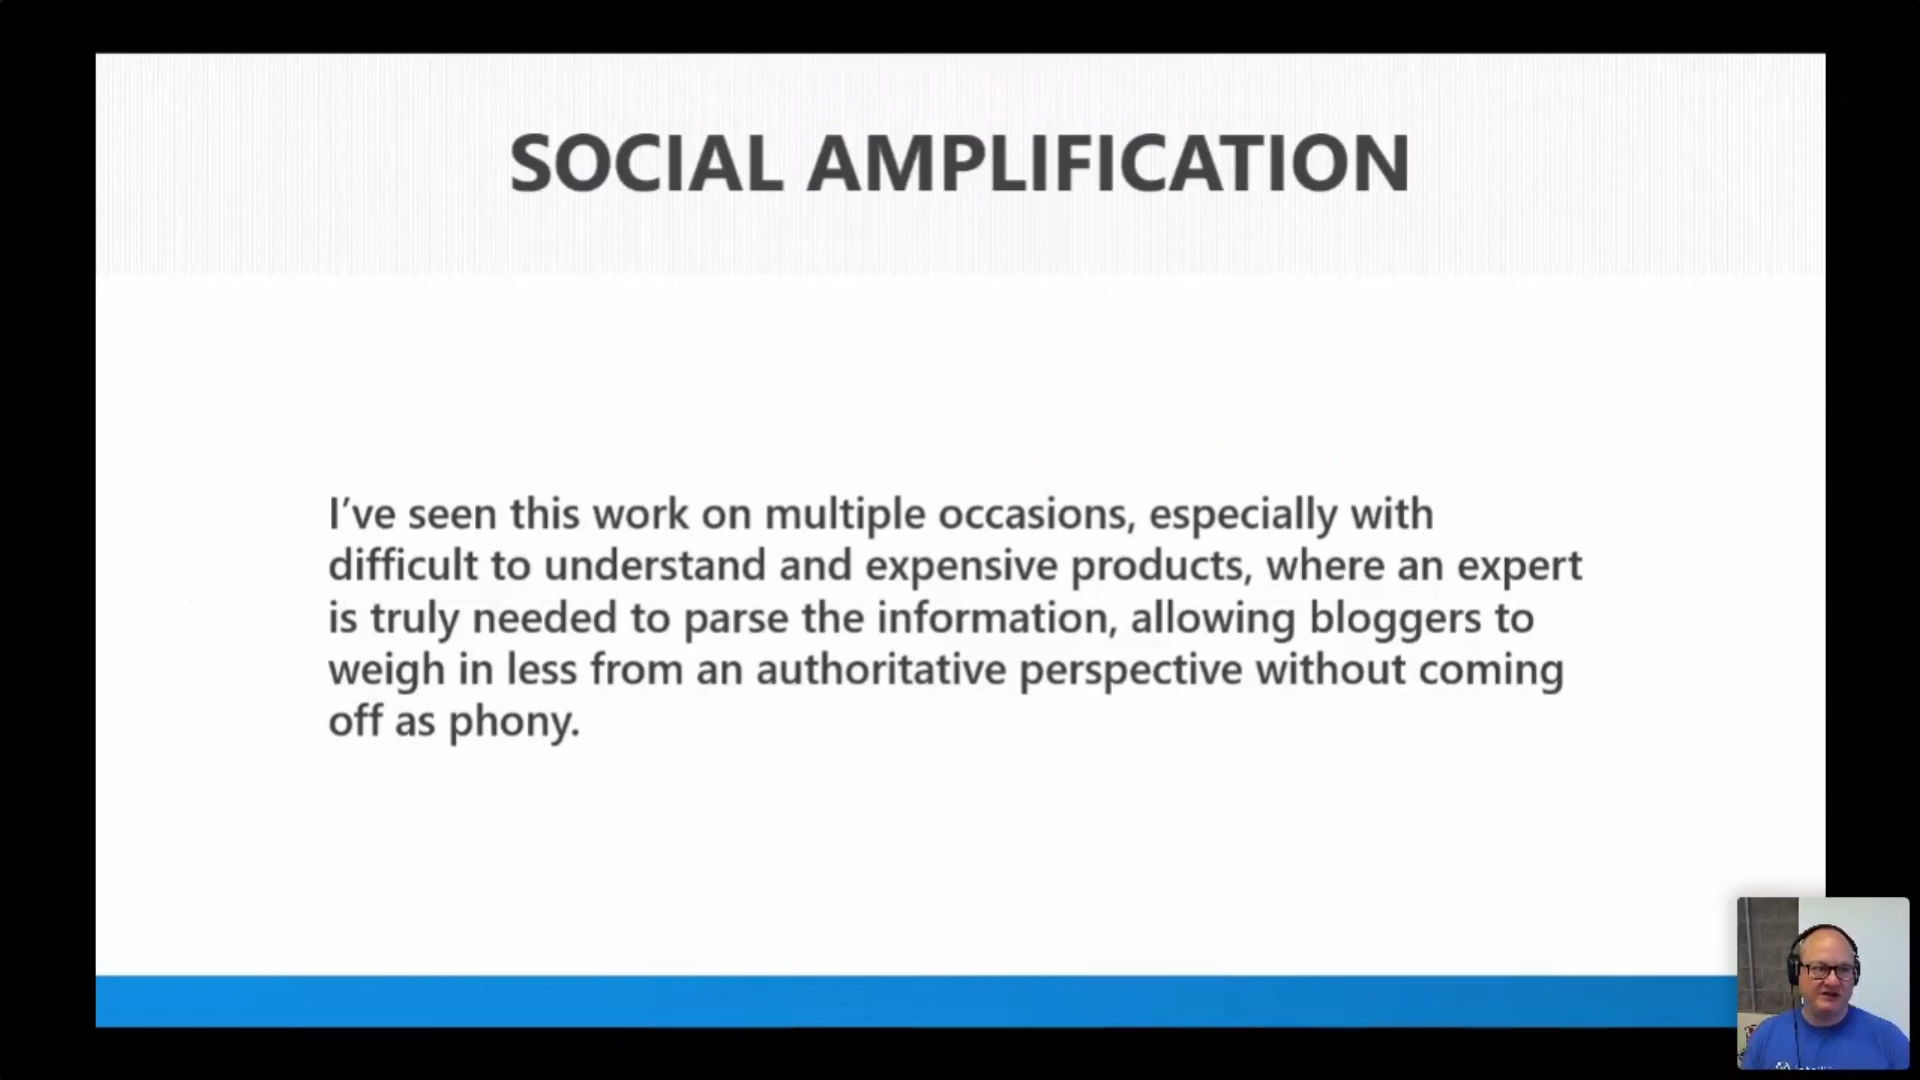 SOCIAL AMPLIFICATION
I’ve seen this work on multiple occasions, especially with
difficult to understand and expensive products, where an expert
is truly needed to parse the information, allowing bloggers to
weigh in less from an authoritative perspective without coming
off as phony.